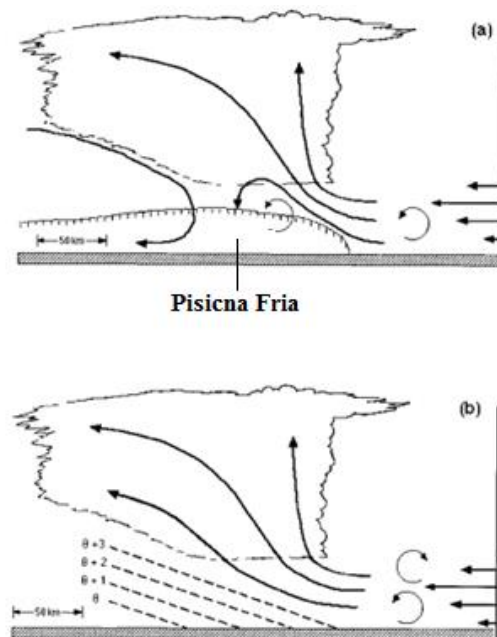 (a)
50 km
Pisicna Fria
(b)
θ + 3
θ + 2
θ + 1
θ
50 km